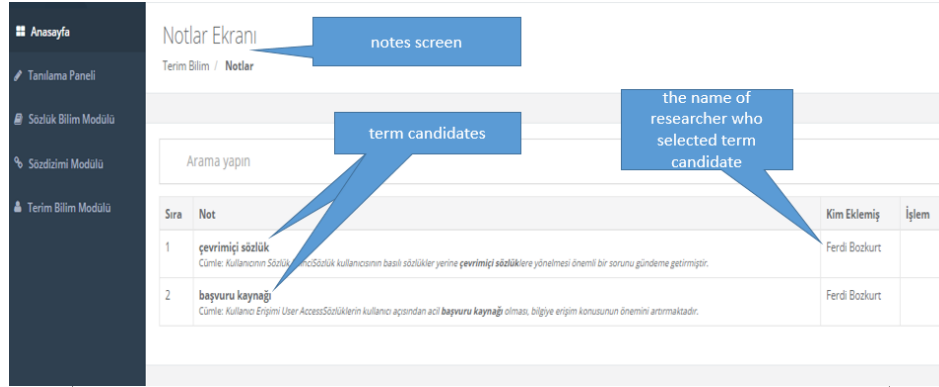 Anasayfa
Tanılama Paneli
Sözlük Bilim Modülü
Sözdizimi Modülü
Terim Bilim Modülü
Notlar Ekranı
Terim Bilim / Notlar
notes screen
term candidates
the name of
researcher who
selected term
candidate
Arama yapın
Sıra Not Kim Eklemiş İşlem
1 çevrimiçi sözlük Ferdi Bozkurt
Cümle: Kullanıcının Sözlük kullanıcısının basılı sözlükler yerine çevrimiçi sözlüklere yönelmesi önemli bir sorunu gündeme getirmiştir.
2 başvuru kaynağı Ferdi Bozkurt
Cümle: Kullanıcı Erişimi User AccessSözlüklerin kullanıcı açısından acil başvuru kaynağı olması, bilgiye erişim konusunun önemini artırmaktadır.